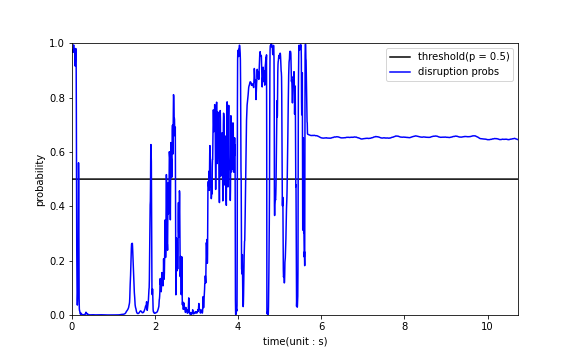 1.0
0.8
0.6
0.4
0.2
0.0
probability
0 2 4 6 8 10
time(unit : s)
threshold(p = 0.5)
disruption probs